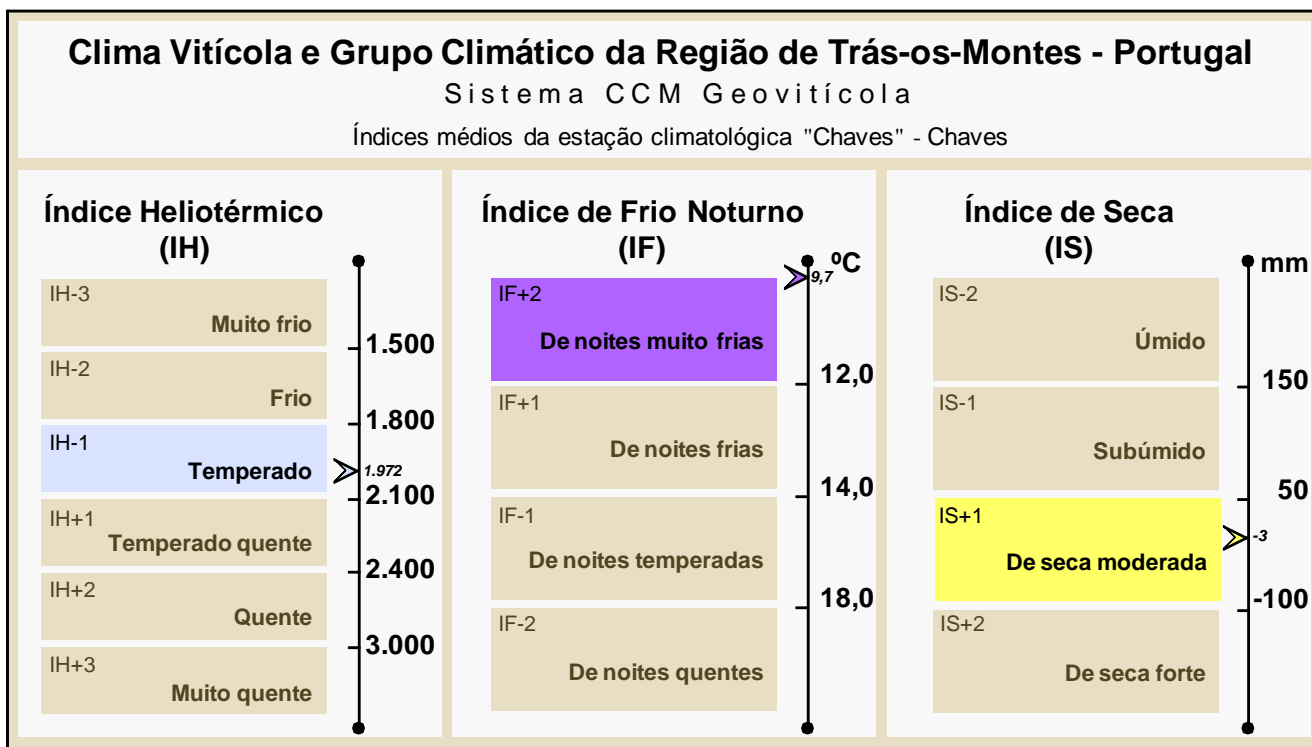 Clima Vitícola e Grupo Climático da Região de Trás-os-Montes - Portugal
Sistema CCM Geovitícola
Índices médios da estação climatológica "Chaves" - Chaves
Índice Heliotérmico
(IH)
IH-3
Muito frio
1.500
IH-2
Frio
1.800
IH-1
Temperado
1.972
2.100
IH+1
Temperado quente
2.400
IH+2
Quente
3.000
IH+3
Muito quente
Índice de Frio Noturno
(IF)
ºC
9,7
IF+2
De noites muito frias
12,0
IF+1
De noites frias
14,0
IF-1
De noites temperadas
18,0
IF-2
De noites quentes
Índice de Seca
(IS)
mm
IS-2
Úmido
150
IS-1
Subúmido
50
IS+1
-3
De seca moderada
-100
IS+2
De seca forte